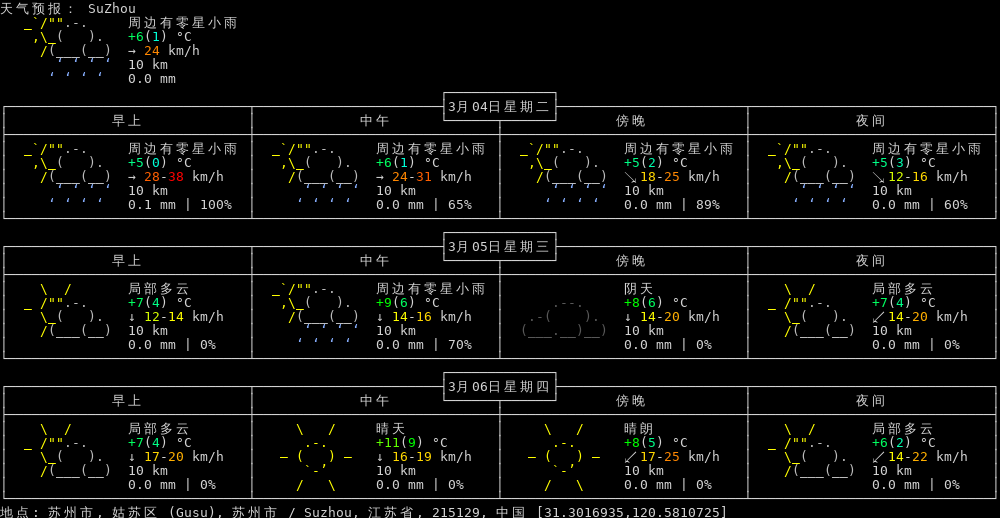 天气预报: SuZhou
周边有零星小雨
+6(1) °C
→ 24 km/h
10 km
0.0 mm
3月04日星期二
早上 中午 傍晚 夜间
周边有零星小雨 周边有零星小雨 周边有零星小雨 周边有零星小雨
+5(0) °C +6(1) °C +5(2) °C +5(3) °C
→ 28-38 km/h → 24-31 km/h ↘ 18-25 km/h ↘ 12-16 km/h
10 km 10 km 10 km 10 km
0.1 mm | 100% 0.0 mm | 65% 0.0 mm | 89% 0.0 mm | 60%
3月05日星期三
早上 中午 傍晚 夜间
局部多云 周边有零星小雨 阴天 局部多云
+7(4) °C +9(6) °C +8(6) °C +7(4) °C
↓ 12-14 km/h ↓ 14-16 km/h ↓ 14-20 km/h ↙ 14-20 km/h
10 km 10 km 10 km 10 km
0.0 mm | 0% 0.0 mm | 70% 0.0 mm | 0% 0.0 mm | 0%
3月06日星期四
早上 中午 傍晚 夜间
局部多云 晴天 晴朗 局部多云
+7(4) °C +11(9) °C +8(5) °C +6(2) °C
↓ 17-20 km/h ↓ 16-19 km/h ↙ 17-25 km/h ↙ 14-22 km/h
10 km 10 km 10 km 10 km
0.0 mm | 0% 0.0 mm | 0% 0.0 mm | 0% 0.0 mm | 0%
地点: 苏州市, 姑苏区 (Gusu), 苏州市 / Suzhou, 江苏省, 215129, 中国 [31.3016935,120.5810725]